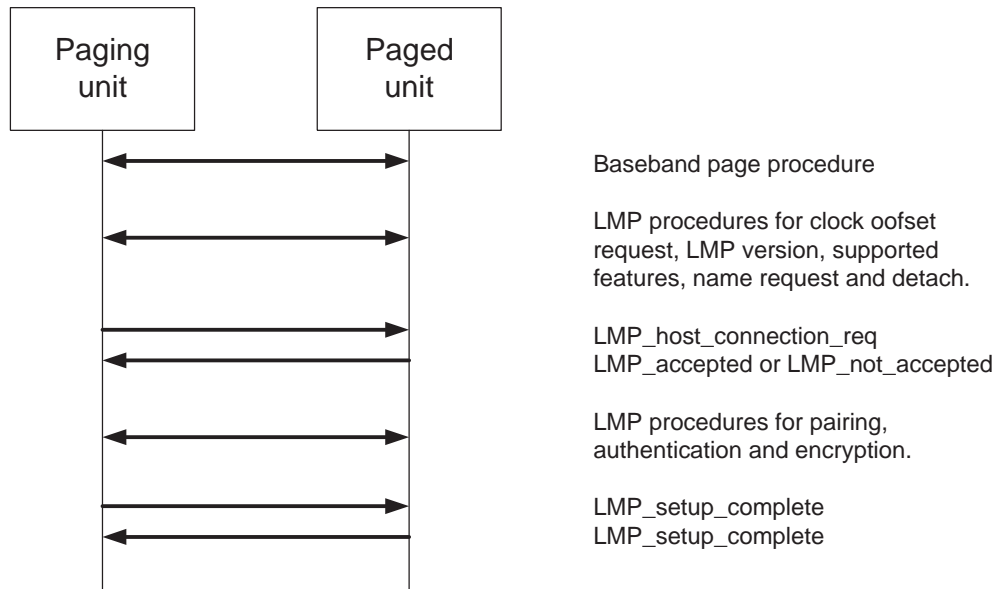 Paging
unit
Paged
unit
Baseband page procedure
LMP procedures for clock oofset
request, LMP version, supported
features, name request and detach.
LMP_host_connection_req
LMP_accepted or LMP_not_accepted
LMP procedures for pairing,
authentication and encryption.
LMP_setup_complete
LMP_setup_complete